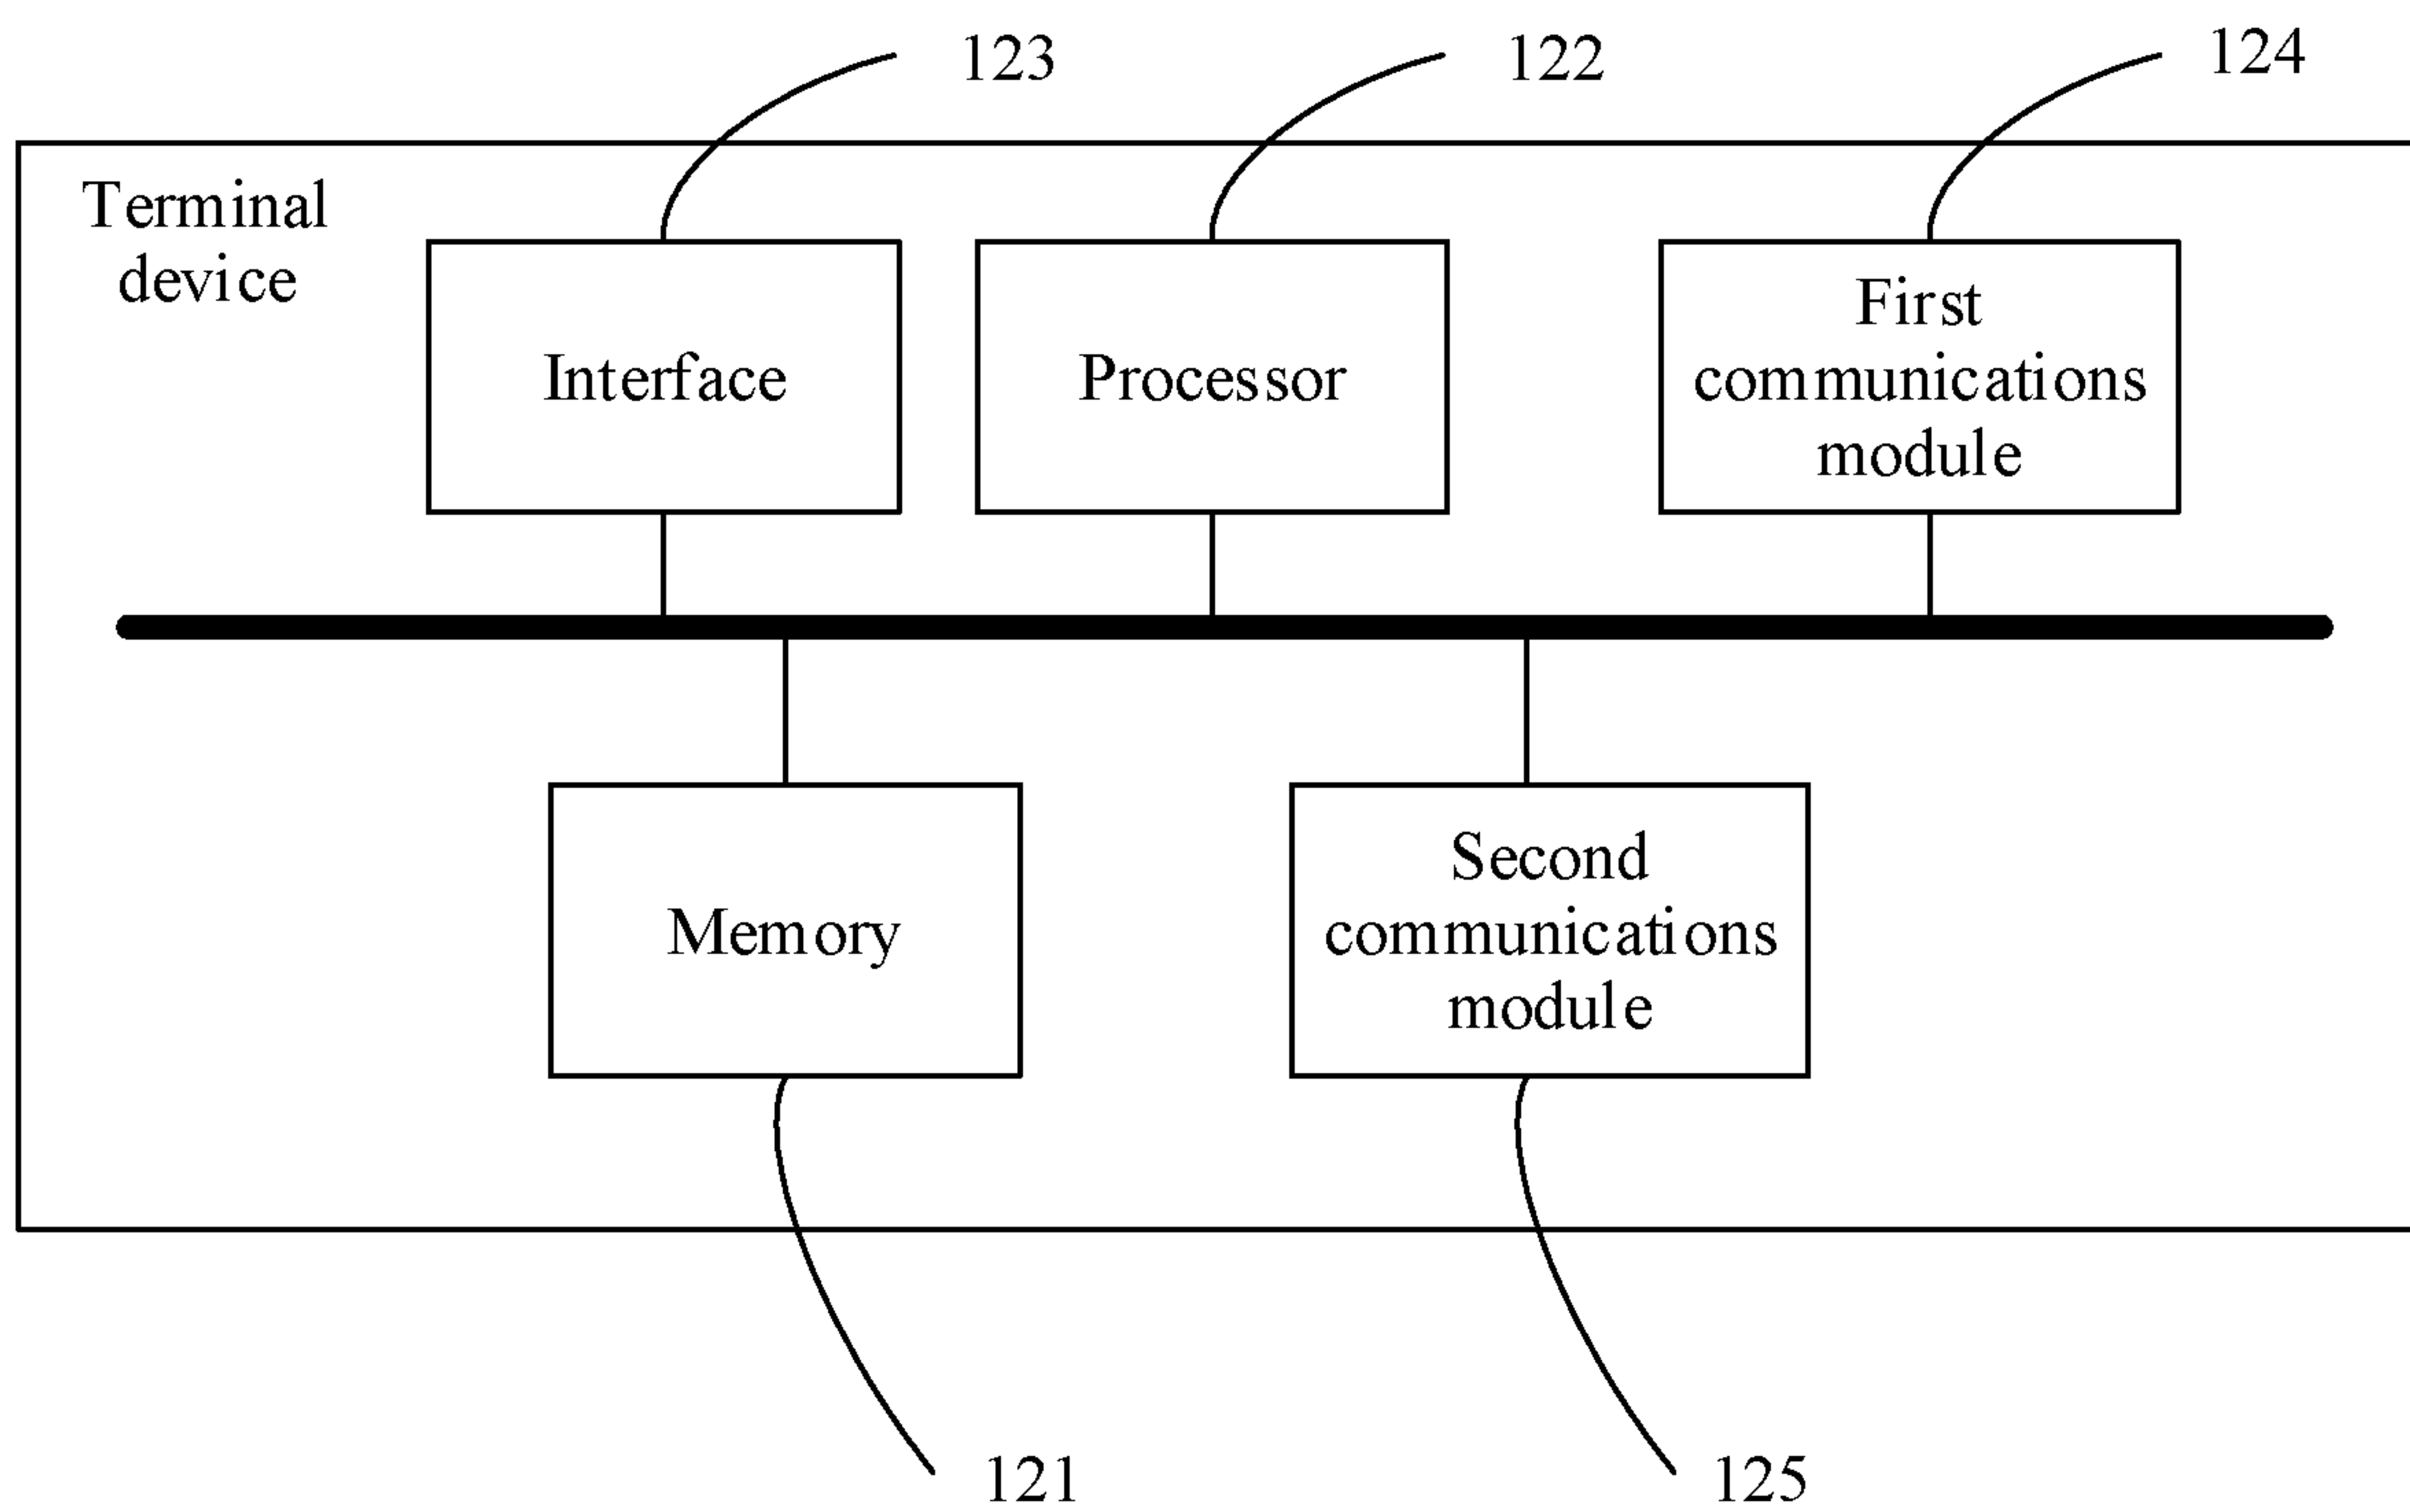 123
122
124
Terminal
device
Interface
Processor
First
communications
module
Memory
Second
communications
module
121
125